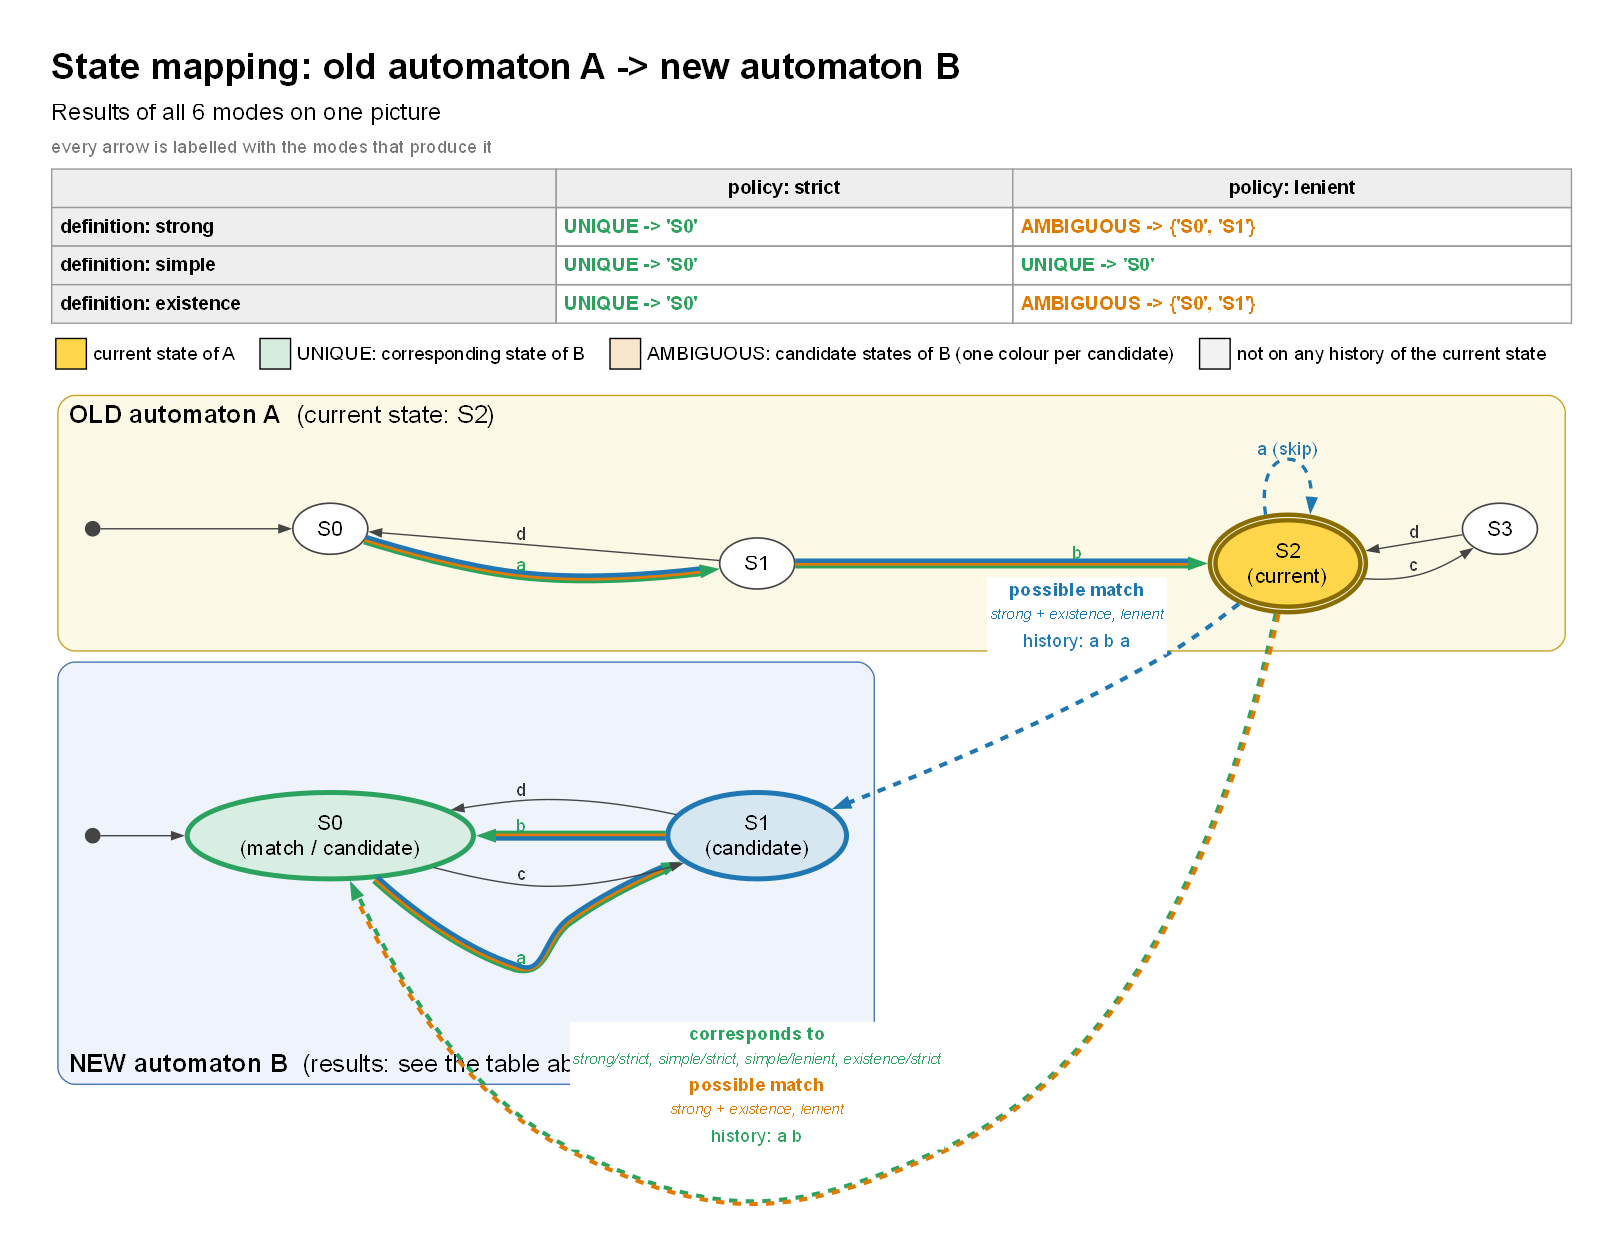 State mapping: old automaton A -> new automaton B
Results of all 6 modes on one picture
every arrow is labelled with the modes that produce it
policy: strict policy: lenient
definition: strong UNIQUE -> 'S0' AMBIGUOUS -> {'S0', 'S1'}
definition: simple UNIQUE -> 'S0' UNIQUE -> 'S0'
definition: existence UNIQUE -> 'S0' AMBIGUOUS -> {'S0', 'S1'}
current state of A UNIQUE: corresponding state of B AMBIGUOUS: candidate states of B (one colour per candidate) not on any history of the current state
OLD automaton A (current state: S2)
a (skip)
S0
d
a
S1
b
S2
(current)
d
c
S3
possible match
strong + existence, lenient
history: a b a
d
S0
(match / candidate)
b
S1
(candidate)
c
a
corresponds to
NEW automaton B (results: see the table ab
strong/strict, simple/strict, simple/lenient, existence/strict
possible match
strong + existence, lenient
history: a b